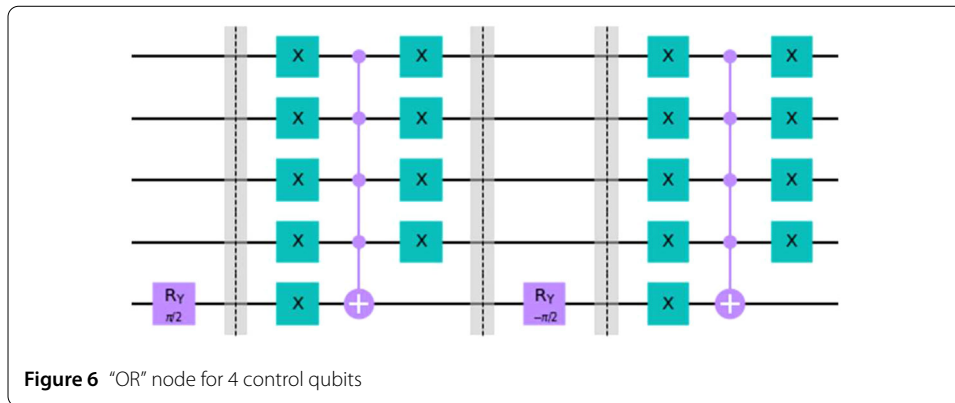 X X X X
X X X X
X X X X
X X X X
R_Y X R_Y X
π/2 −π/2
Figure 6 "OR" node for 4 control qubits